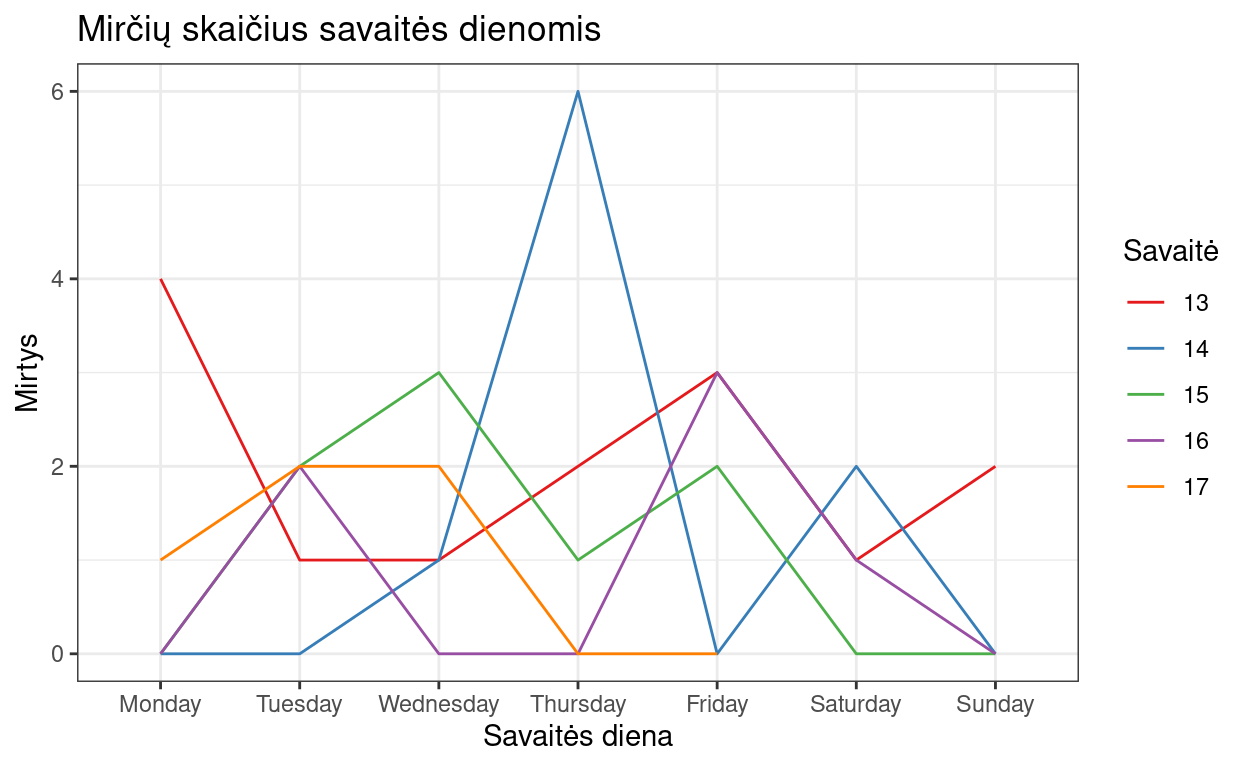 Mirčių skaičius savaitės dienomis
6
4
2
0
Mirtys
Monday Tuesday Wednesday Thursday Friday Saturday Sunday
Savaitės diena
Savaitė
13
14
15
16
17